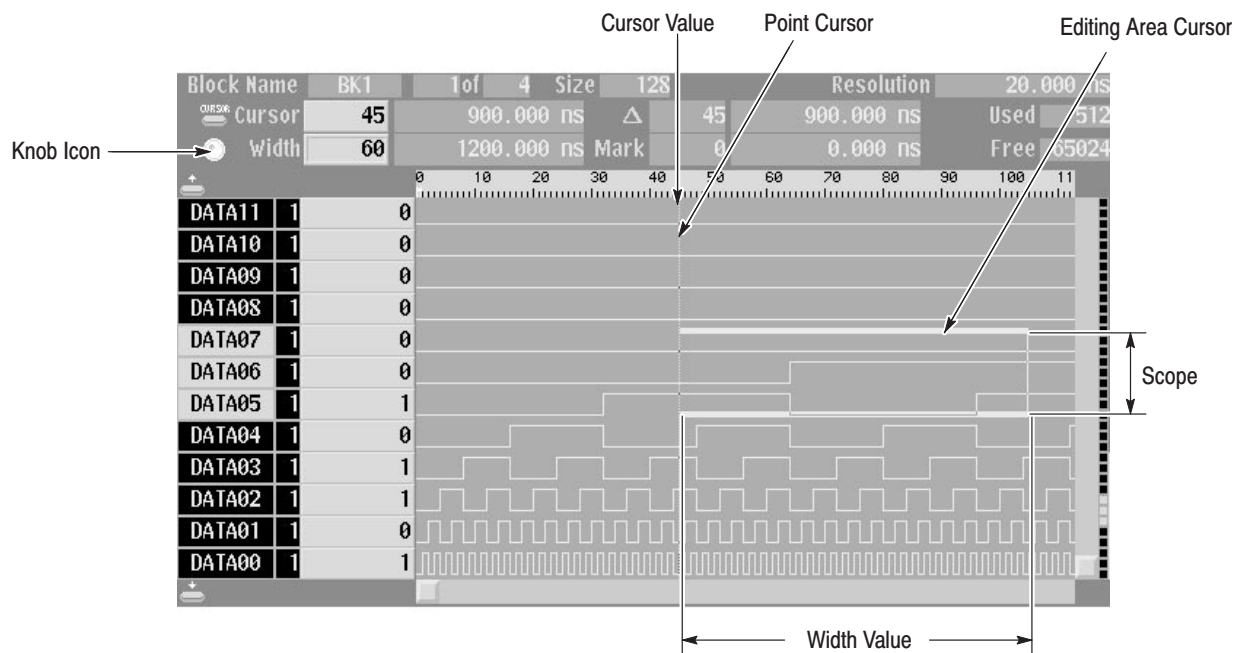 Cursor Value Point Cursor Editing Area Cursor
Block Name BK1 1of 4 Size 128 Resolution 20.000 ns
CURSOR Cursor 45 900.000 ns Δ 45 900.000 ns Used 512
Knob Icon Width 60 1200.000 ns Mark 0 0.000 ns Free 65024
0 10 20 30 40 50 60 70 80 90 100 11
DATA11 1 0
DATA10 1 0
DATA09 1 0
DATA08 1 0
DATA07 1 0
DATA06 1 0
Scope
DATA05 1 1
DATA04 1 0
DATA03 1 1
DATA02 1 1
DATA01 1 0
DATA00 1 1
Width Value